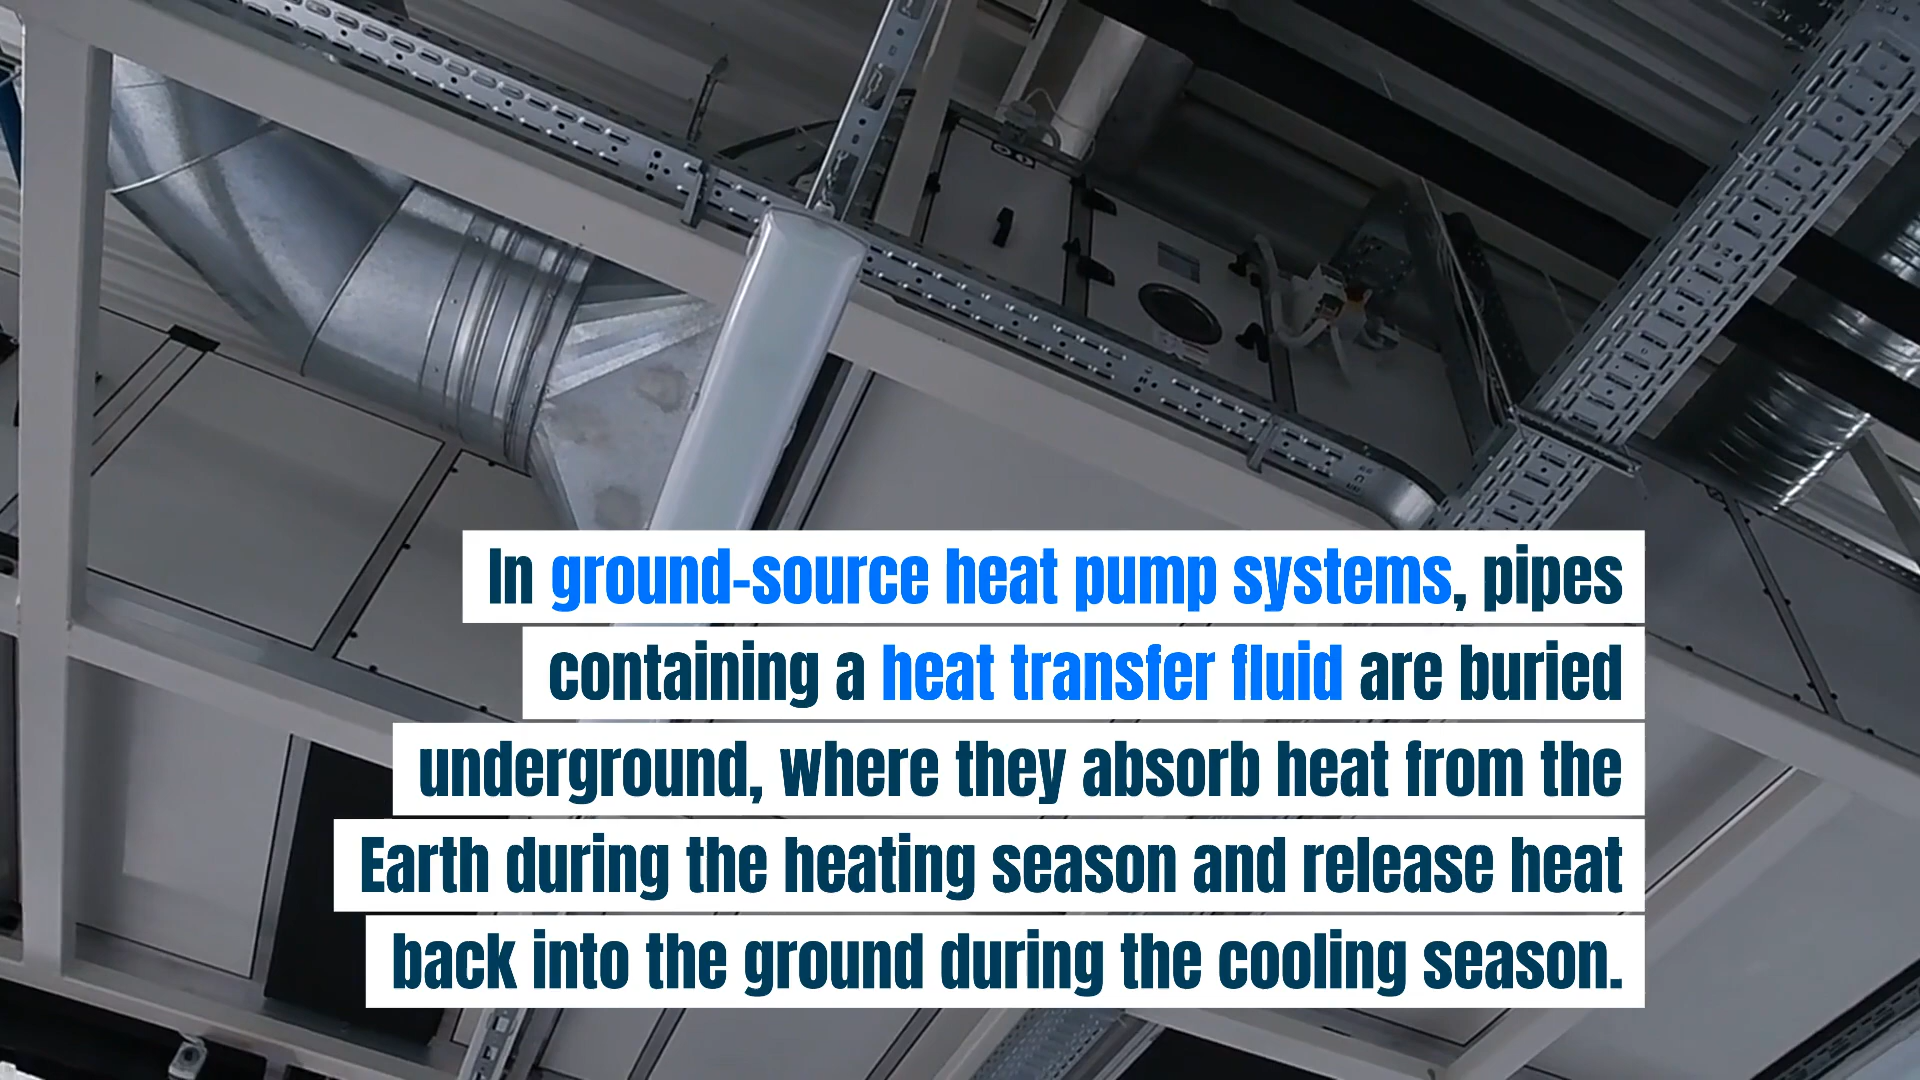 In ground-source heat pump systems, pipes
containing a heat transfer fluid are buried
underground, where they absorb heat from the
Earth during the heating season and release heat
back into the ground during the cooling season.